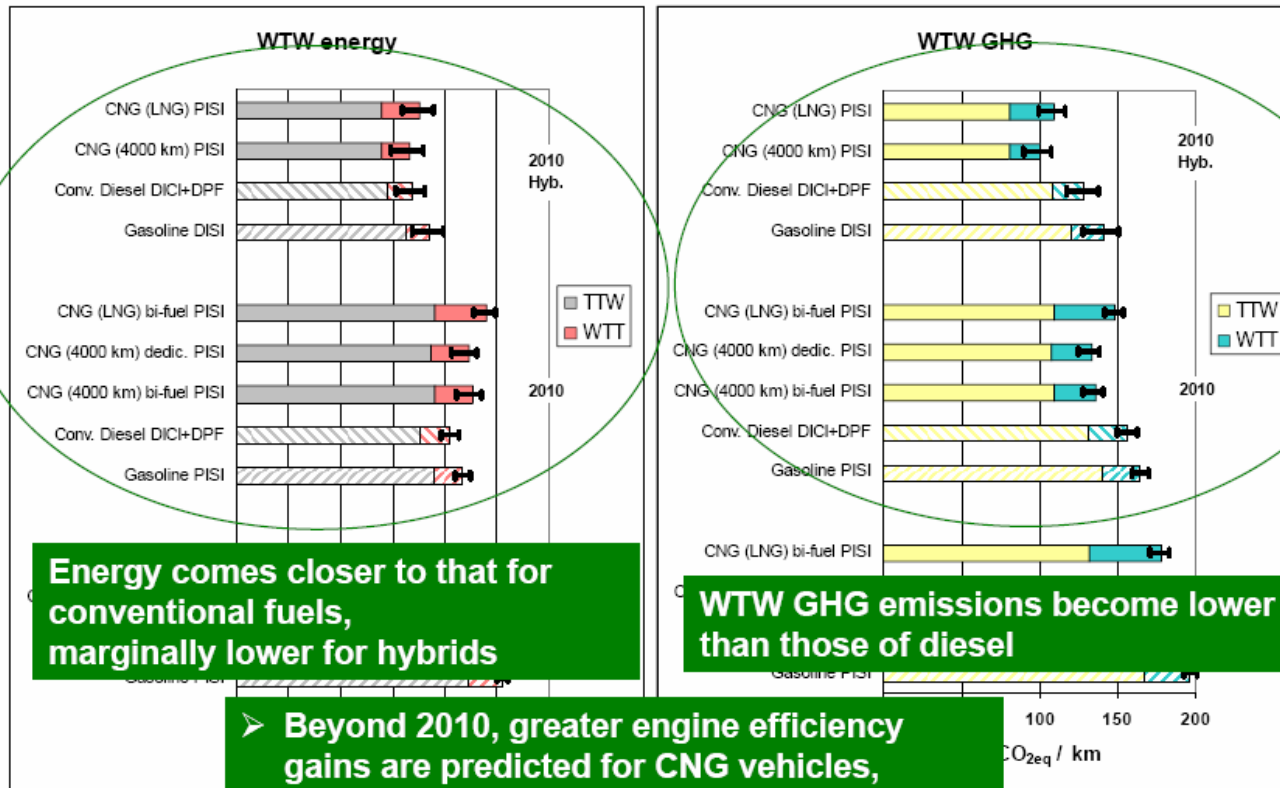 WTW energy
CNG (LNG) PISI
CNG (4000 km) PISI
Conv. Diesel DICI+DPF
Gasoline DISI
2010
Hyb.
CNG (LNG) bi-fuel PISI
CNG (4000 km) dedic. PISI
CNG (4000 km) bi-fuel PISI
Conv. Diesel DICI+DPF
Gasoline PISI
2010
TTW
WTT
Energy comes closer to that for
conventional fuels,
marginally lower for hybrids
Gasoline PISI
WTW GHG
CNG (LNG) PISI
CNG (4000 km) PISI
Conv. Diesel DICI+DPF
Gasoline DISI
2010
Hyb.
CNG (LNG) bi-fuel PISI
CNG (4000 km) dedic. PISI
CNG (4000 km) bi-fuel PISI
Conv. Diesel DICI+DPF
Gasoline PISI
2010
TTW
WTT
CNG (LNG) bi-fuel PISI
WTW GHG emissions become lower
than those of diesel
Gasoline PISI
100 150 200
CO2eq / km
➢ Beyond 2010, greater engine efficiency
gains are predicted for CNG vehicles,